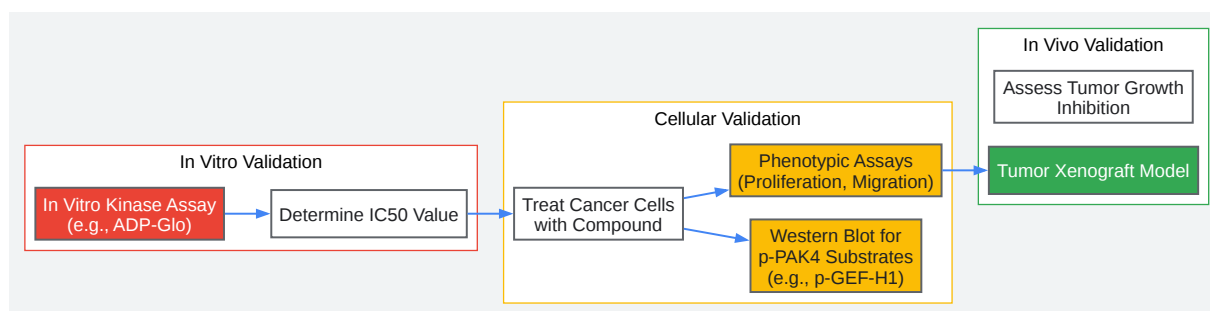 In Vitro Validation
In Vitro Kinase Assay
(e.g., ADP-Glo)
Determine IC50 Value
Cellular Validation
Treat Cancer Cells
with Compound
Phenotypic Assays
(Proliferation, Migration)
Western Blot for
p-PAK4 Substrates
(e.g., p-GEF-H1)
In Vivo Validation
Assess Tumor Growth
Inhibition
Tumor Xenograft Model